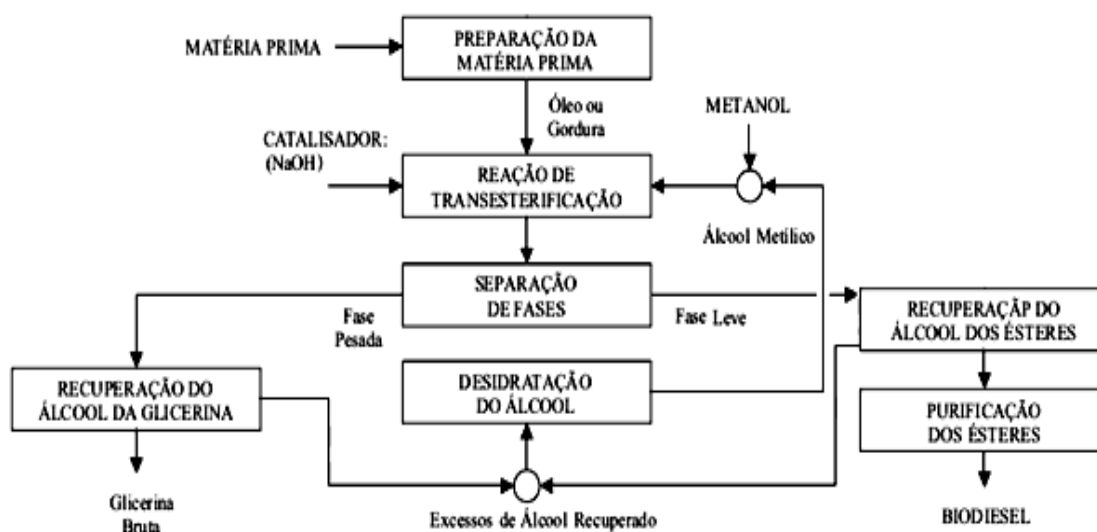 MATÉRIA PRIMA
PREPARAÇÃO DA
MATÉRIA PRIMA
Óleo ou
Gordura
METANOL
CATALISADOR:
(NaOH)
REAÇÃO DE
TRANSESTERIFICAÇÃO
Álcool Metílico
SEPARAÇÃO
DE FASES
Fase
Pesada
Fase Leve
RECUPERAÇÃP DO
ÁLCOOL DOS ÉSTERES
RECUPERAÇÃO DO
ÁLCOOL DA GLICERINA
DESIDRATAÇÃO
DO ÁLCOOL
PURIFICAÇÃO
DOS ÉSTERES
Glicerina
Bruta
Excessos de Álcool Recuperado
BIODIESEL